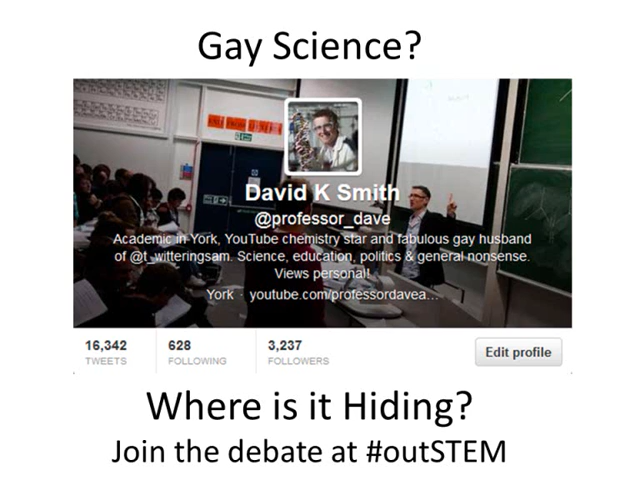 Gay Science?
David K Smith
@professor_dave
Academic in York, YouTube chemistry star and fabulous gay husband
of @t_witteringsam. Science, education, politics & general nonsense.
Views personal!
York · youtube.com/professordavea...
16,342
TWEETS
628
FOLLOWING
3,237
FOLLOWERS
Edit profile
Where is it Hiding?
Join the debate at #outSTEM